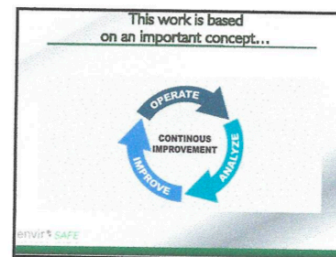 This work is based
on an important concept...
OPERATE
CONTINOUS
IMPROVEMENT
ANALYZE
IMPROVE
envir SAFE